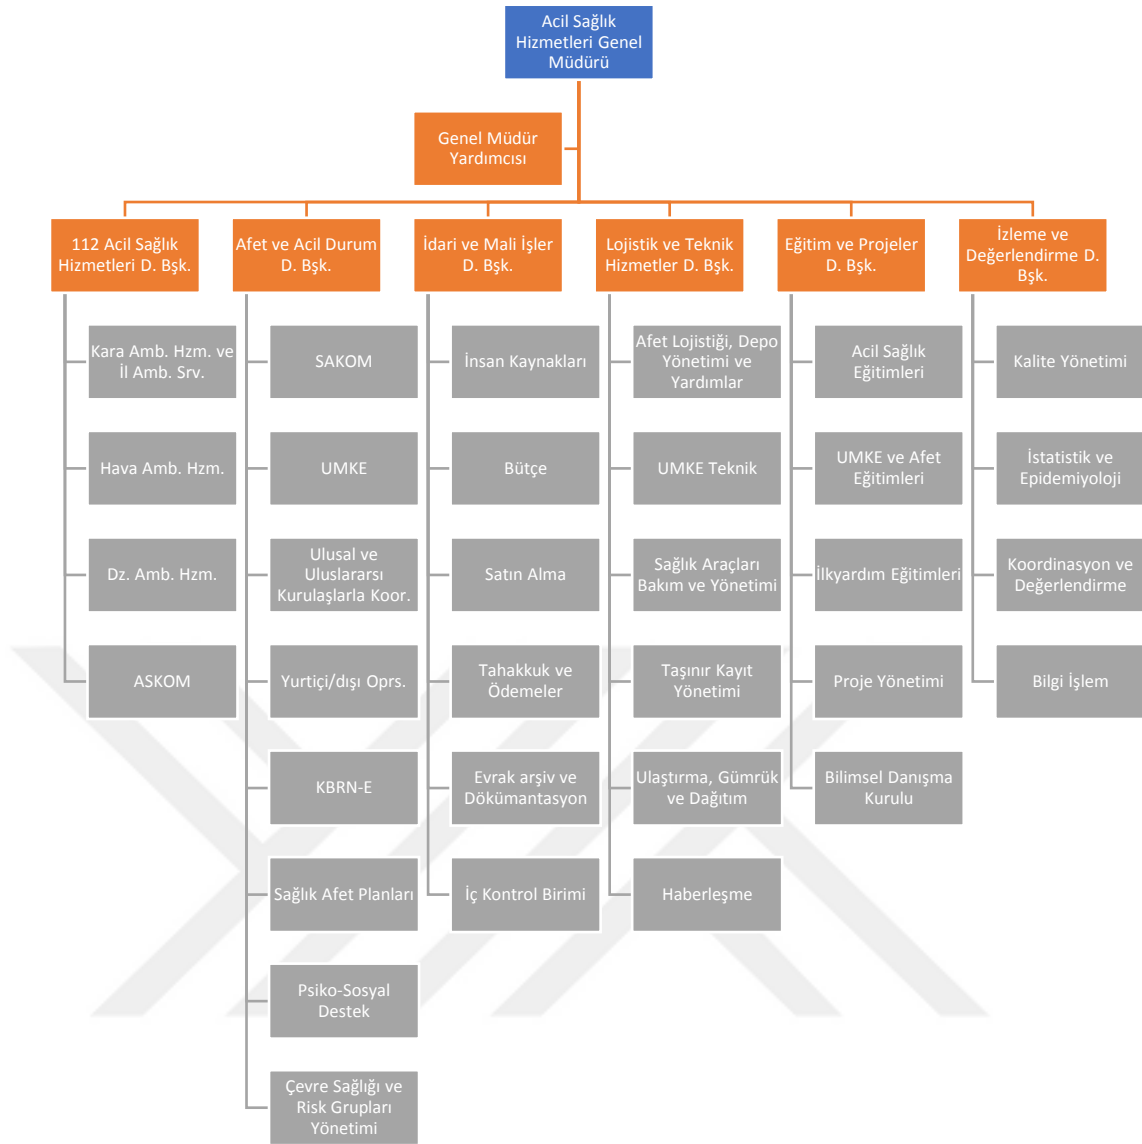 Acil Sağlık
Hizmetleri Genel
Müdürü
Genel Müdür
Yardımcısı
112 Acil Sağlık
Hizmetleri D. Bşk.
Kara Amb. Hzm. ve
İl Amb. Srv.
Hava Amb. Hzm.
Dz. Amb. Hzm.
ASKOM
Afet ve Acil Durum
D. Bşk.
SAKOM
UMKE
Ulusal ve
Uluslararsı
Kurulaşlarla Koor.
Yurtiçi/dışı Oprs.
KBRN-E
Sağlık Afet Planları
Psiko-Sosyal
Destek
Çevre Sağlığı ve
Risk Grupları
Yönetimi
İdari ve Mali İşler
D. Bşk.
İnsan Kaynakları
Bütçe
Satın Alma
Tahakkuk ve
Ödemeler
Evrak arşiv ve
Dökümantasyon
İç Kontrol Birimi
Lojistik ve Teknik
Hizmetler D. Bşk.
Afet Lojistiği, Depo
Yönetimi ve
Yardımlar
UMKE Teknik
Sağlık Araçları
Bakım ve Yönetimi
Taşınır Kayıt
Yönetimi
Ulaştırma, Gümrük
ve Dağıtım
Haberleşme
Eğitim ve Projeler
D. Bşk.
Acil Sağlık
Eğitimleri
UMKE ve Afet
Eğitimleri
İlkyardım Eğitimleri
Proje Yönetimi
Bilimsel Danışma
Kurulu
İzleme ve
Değerlendirme D.
Bşk.
Kalite Yönetimi
İstatistik ve
Epidemiyoloji
Koordinasyon ve
Değerlendirme
Bilgi İşlem